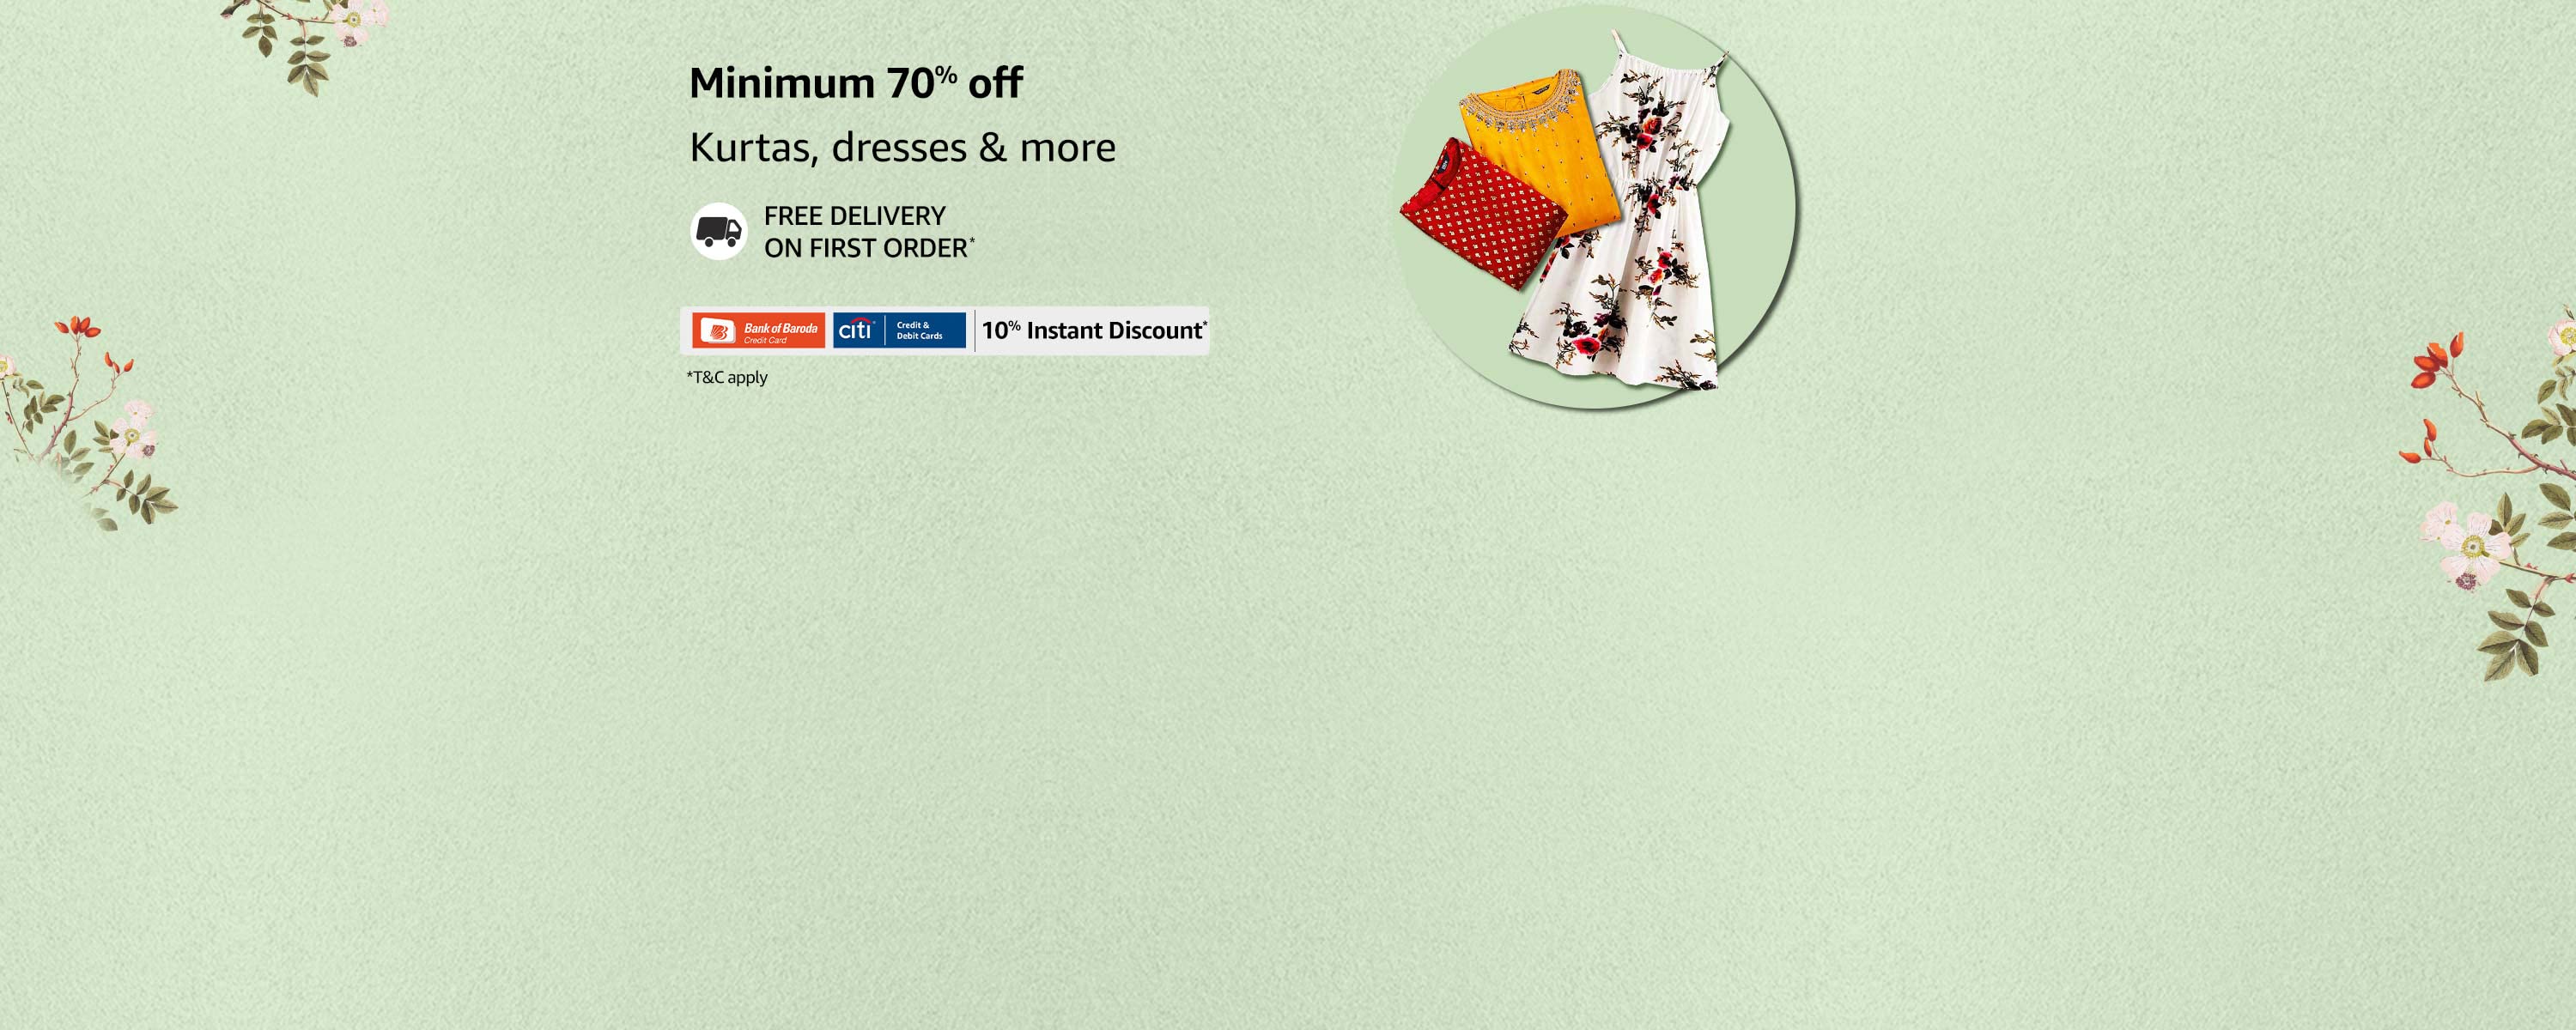 Minimum 70% off
Kurtas, dresses & more
FREE DELIVERY
ON FIRST ORDER*
Bank of Baroda
Credit Card
citi
Credit &
Debit Cards
10% Instant Discount*
*T&C apply